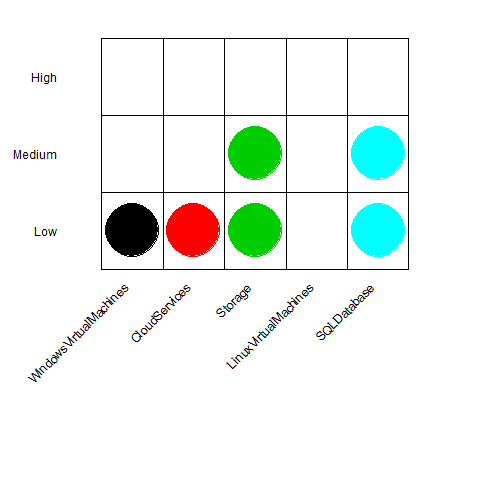 High
Medium
Low
WindowsVirtualMachines
CloudServices
Storage
LinuxVirtualMachines
SQLDatabase